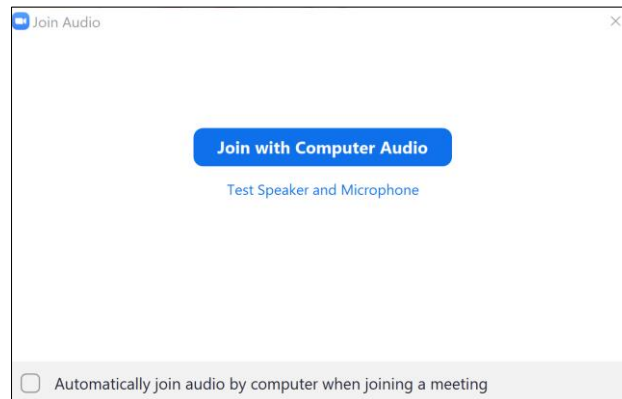 Join Audio
Join with Computer Audio
Test Speaker and Microphone
Automatically join audio by computer when joining a meeting